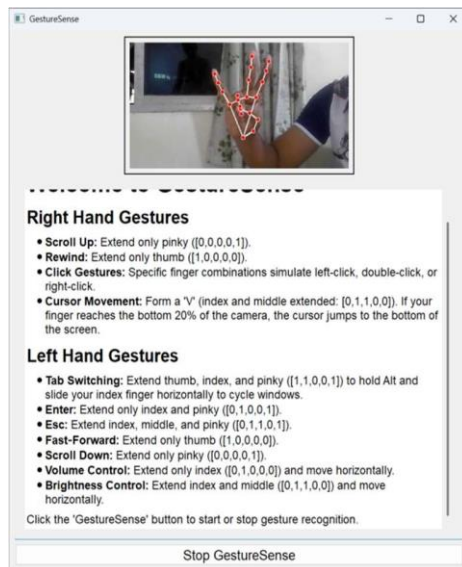 GestureSense
Welcome to GestureSense
Right Hand Gestures
• Scroll Up: Extend only pinky ([0,0,0,0,1]).
• Rewind: Extend only thumb ([1,0,0,0,0]).
• Click Gestures: Specific finger combinations simulate left-click, double-click, or
right-click.
• Cursor Movement: Form a 'V' (index and middle extended: [0,1,1,0,0]). If your
finger reaches the bottom 20% of the camera, the cursor jumps to the bottom of
the screen.
Left Hand Gestures
• Tab Switching: Extend thumb, index, and pinky ([1,1,0,0,1]) to hold Alt and
slide your index finger horizontally to cycle windows.
• Enter: Extend only index and pinky ([0,1,0,0,1]).
• Esc: Extend index, middle, and pinky ([0,1,1,0,1]).
• Fast-Forward: Extend only thumb ([1,0,0,0,0]).
• Scroll Down: Extend only pinky ([0,0,0,0,1]).
• Volume Control: Extend only index ([0,1,0,0,0]) and move horizontally.
• Brightness Control: Extend index and middle ([0,1,1,0,0]) and move
horizontally.
Click the 'GestureSense' button to start or stop gesture recognition.
Stop GestureSense